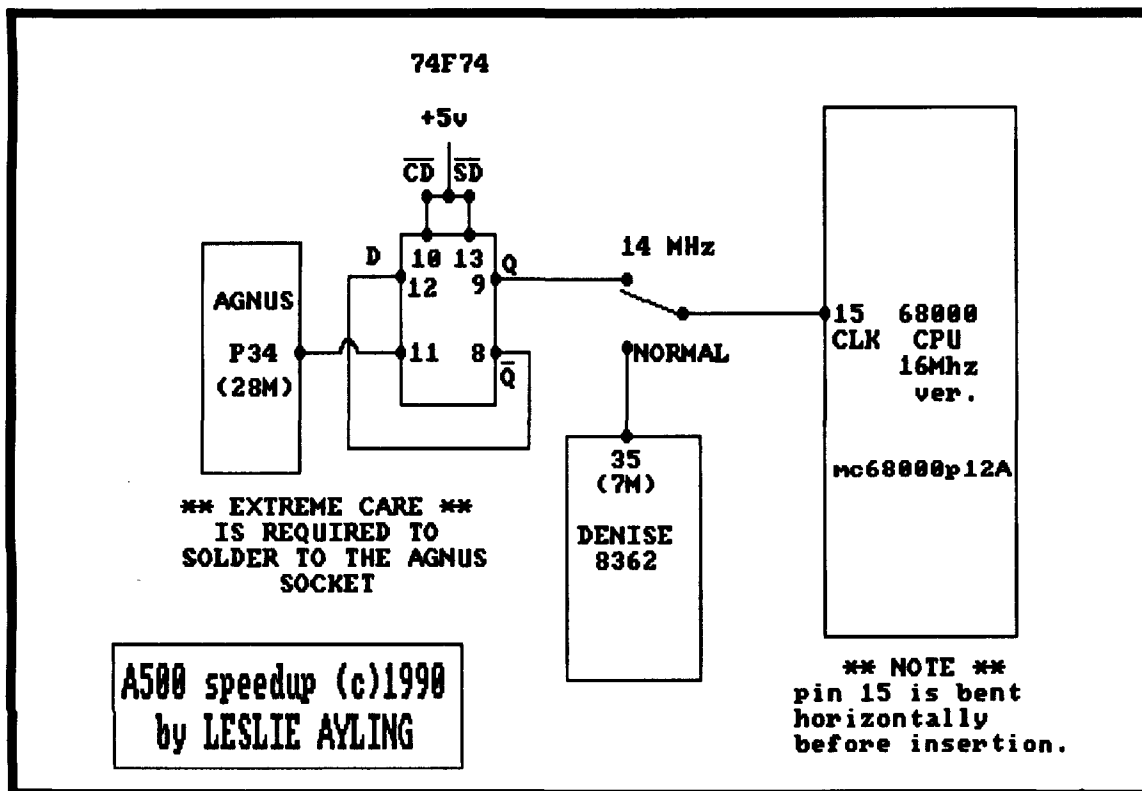 74F74
+5v
CD SD
D
10 13
Q
12 9
11 8
Q
AGNUS
P34
(28M)
14 MHz
NORMAL
15 68000
CLK CPU
16Mhz
ver.
mc68000p12A
35
(7M)
DENISE
8362
** EXTREME CARE **
IS REQUIRED TO
SOLDER TO THE AGNUS
SOCKET
A500 speedup (c)1990
by LESLIE AYLING
** NOTE **
pin 15 is bent
horizontally
before insertion.